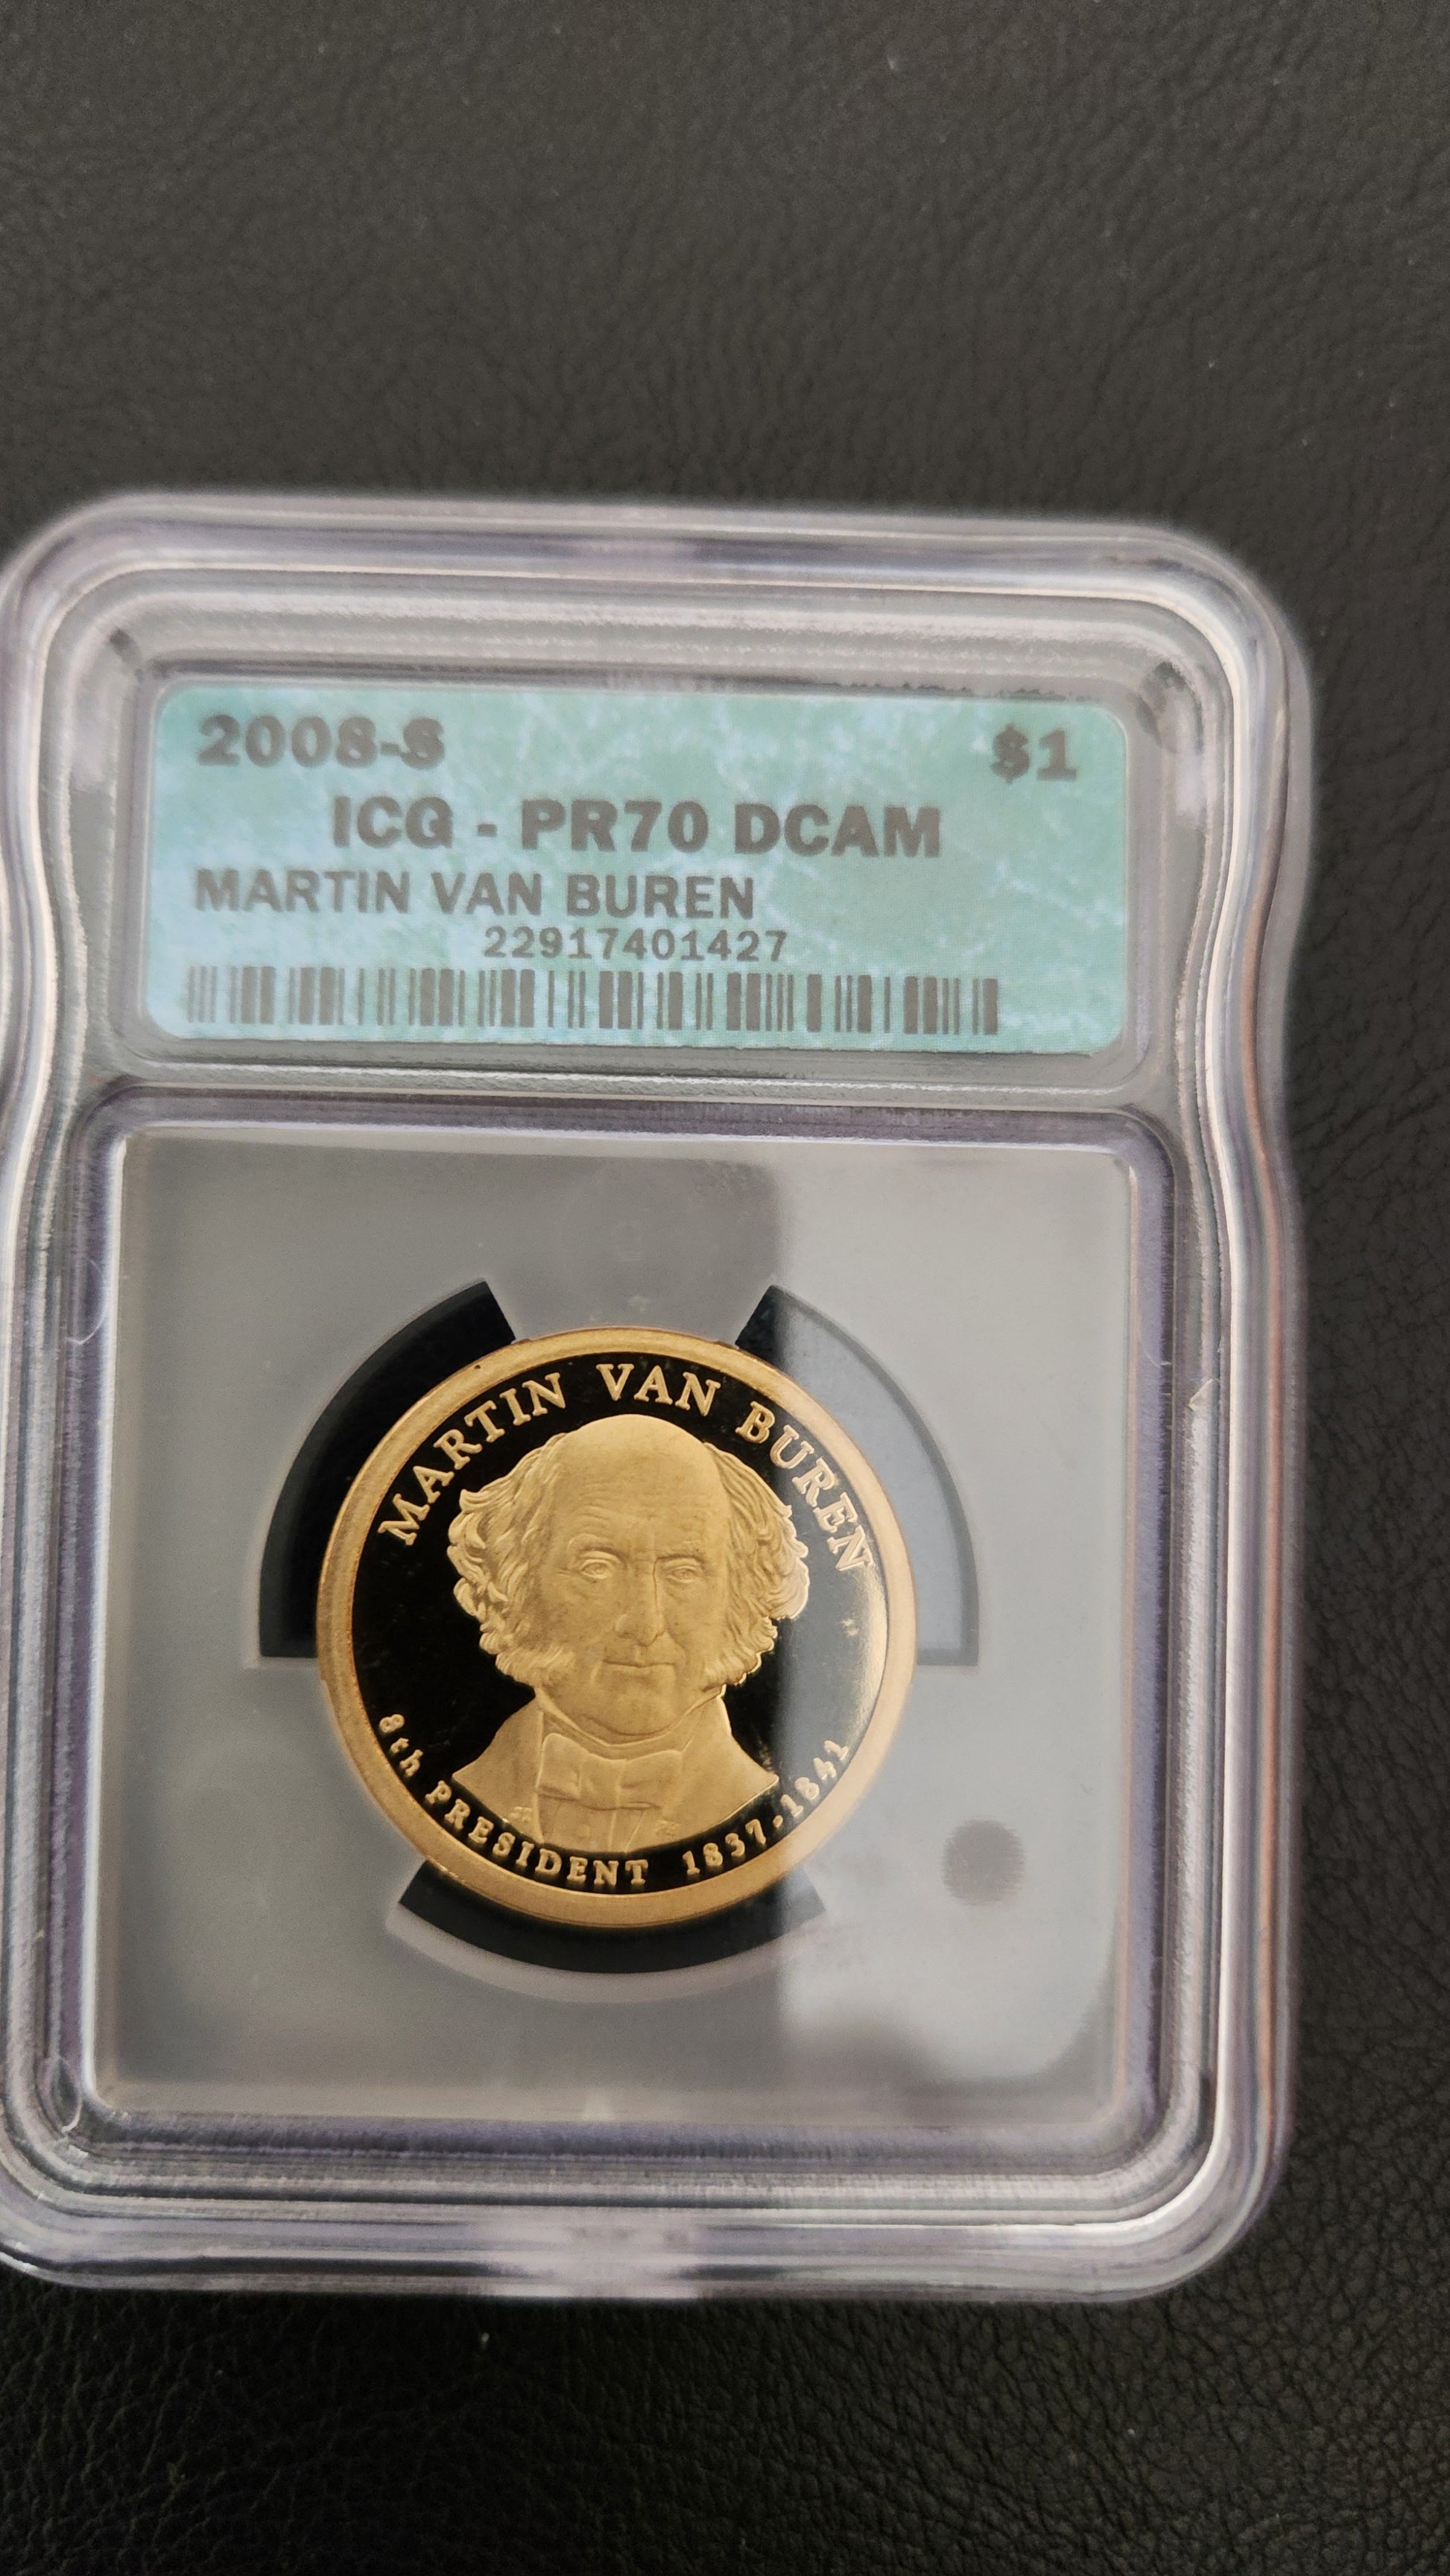 2008-S $1
ICG - PR70 DCAM
MARTIN VAN BUREN
22917401427
MARTIN VAN BUREN
8th PRESIDENT 1837-1841